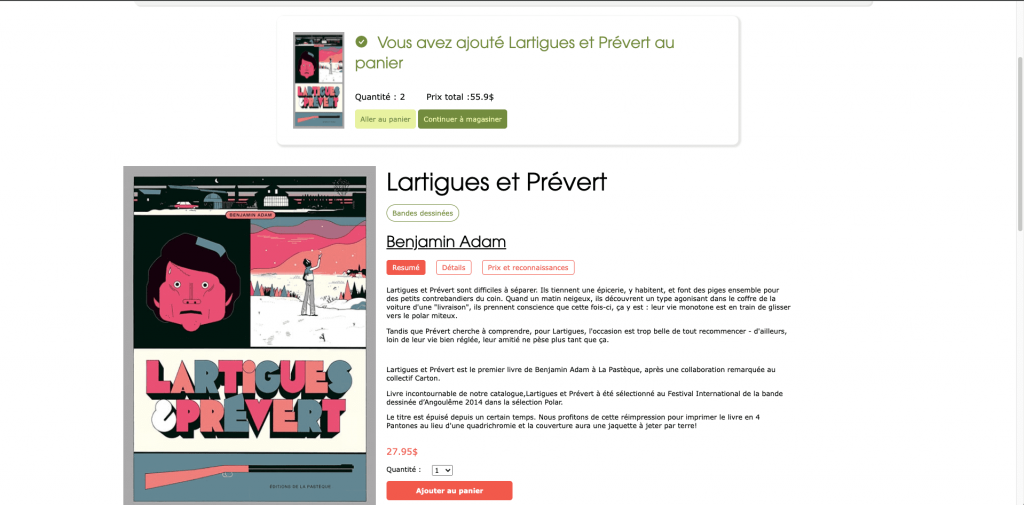 Vous avez ajouté Lartigues et Prévert au
panier
Quantité : 2 Prix total :55.9$
Aller au panier Continuer à magasiner
LARTIGUES
& PRÉVERT
BENJAMIN ADAM
LARTIGUES
& PRÉVERT
ÉDITIONS DE LA PASTÈQUE
Lartigues et Prévert
Bandes dessinées
Benjamin Adam
Resumé Détails Prix et reconnaissances
Lartigues et Prévert sont difficiles à séparer. Ils tiennent une épicerie, y habitent, et font des piges ensemble pour
des petits contrebandiers du coin. Quand un matin neigeux, ils découvrent un type agonisant dans le coffre de la
voiture d'une "livraison", ils prennent conscience que cette fois-ci, ça y est : leur vie monotone est en train de glisser
vers le polar miteux.
Tandis que Prévert cherche à comprendre, pour Lartigues, l'occasion est trop belle de tout recommencer - d'ailleurs,
loin de leur vie bien réglée, leur amitié ne pèse plus tant que ça.
Lartigues et Prévert est le premier livre de Benjamin Adam à La Pastèque, après une collaboration remarquée au
collectif Carton.
Livre incontournable de notre catalogue,Lartigues et Prévert à été sélectionné au Festival International de la bande
dessinée d'Angoulême 2014 dans la sélection Polar.
Le titre est épuisé depuis un certain temps. Nous profitons de cette réimpression pour imprimer le livre en 4
Pantones au lieu d'une quadrichromie et la couverture aura une jaquette à jeter par terre!
27.95$
Quantité : 1
Ajouter au panier